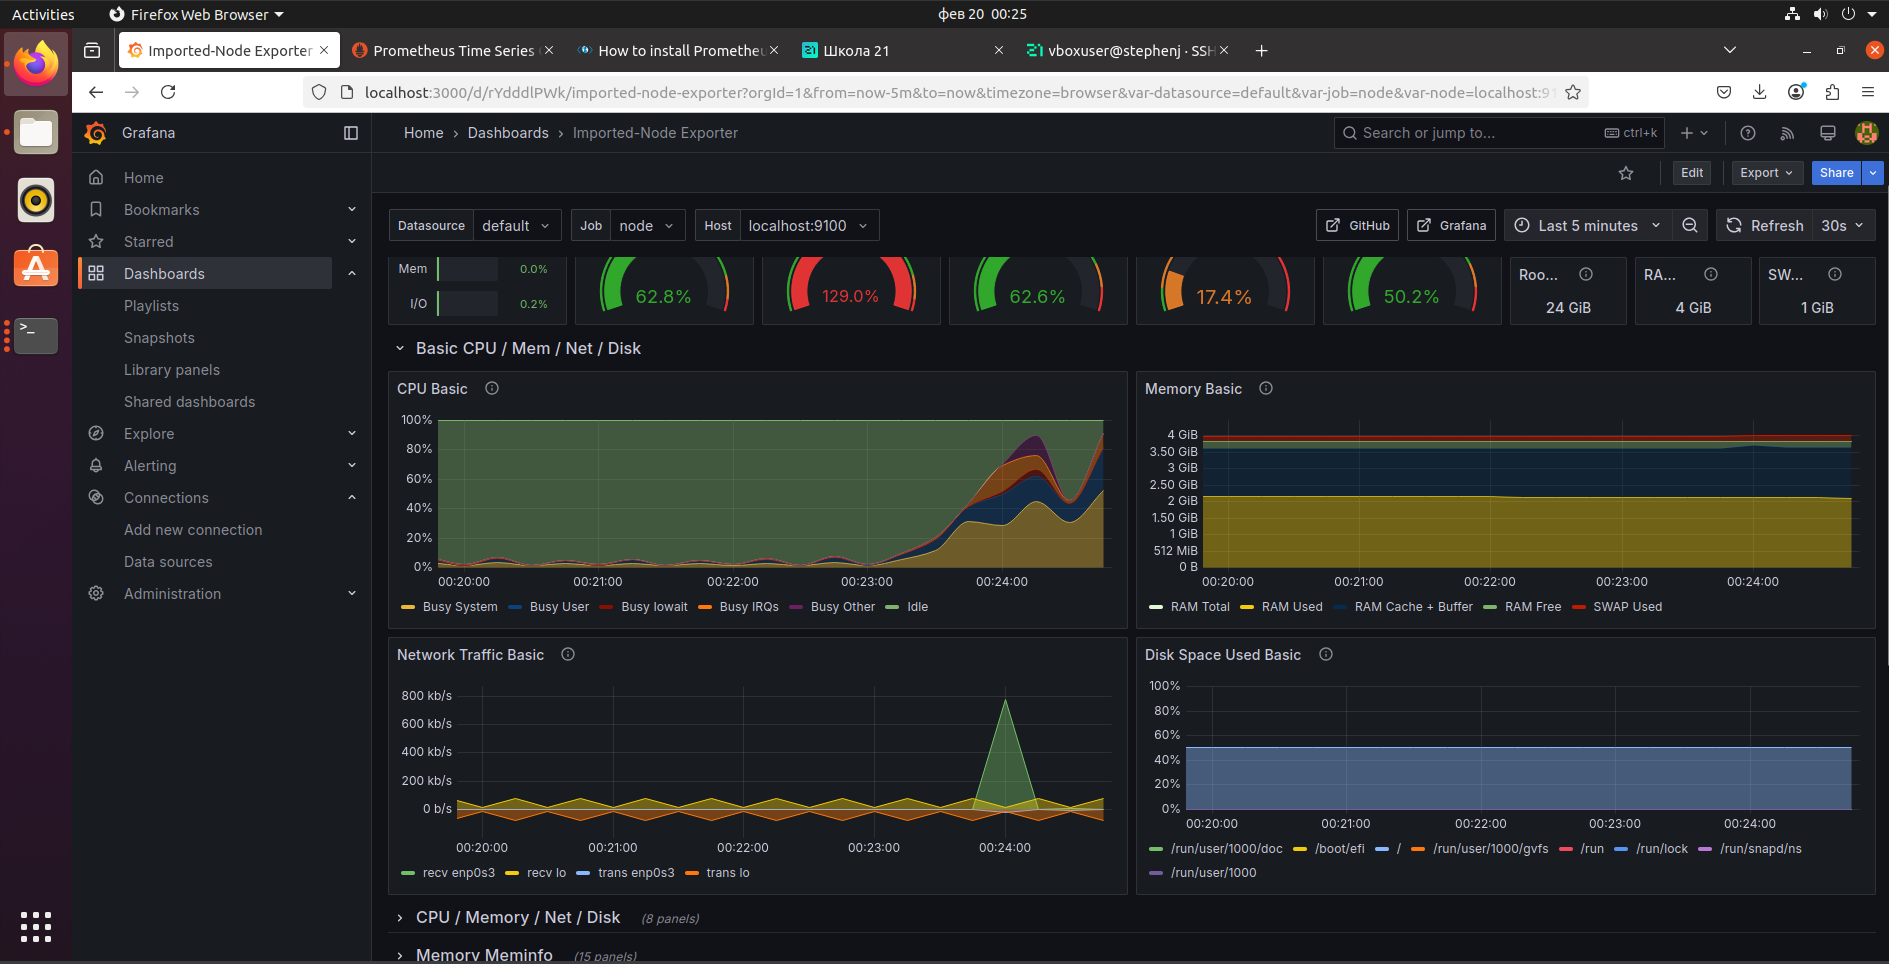 Activities
Firefox Web Browser
фев 20 00:25
Imported-Node Exporter
Prometheus Time Series
How to install Promethe
Школа 21
vboxuser@stephenj · SSH
localhost:3000/d/rYdddlPWk/imported-node-exporter?orgId=1&from=now-5m&to=now&timezone=browser&var-datasource=default&var-job=node&var-node=localhost:91
Grafana
Home › Dashboards › Imported-Node Exporter
Search or jump to...
ctrl+k
Edit
Export
Share
Home
Bookmarks
Starred
Dashboards
Playlists
Snapshots
Library panels
Shared dashboards
Explore
Alerting
Connections
Add new connection
Data sources
Administration
Datasource default
Job node
Host localhost:9100
GitHub
Grafana
Last 5 minutes
Refresh 30s
Mem 0.0%
I/O 0.2%
62.8%
129.0%
62.6%
17.4%
50.2%
Roo...
24 GiB
RA...
4 GiB
SW...
1 GiB
Basic CPU / Mem / Net / Disk
CPU Basic
100%
80%
60%
40%
20%
0%
00:20:00 00:21:00 00:22:00 00:23:00 00:24:00
Busy System Busy User Busy Iowait Busy IRQs Busy Other Idle
Memory Basic
4 GiB
3.50 GiB
3 GiB
2.50 GiB
2 GiB
1.50 GiB
1 GiB
512 MiB
0 B
00:20:00 00:21:00 00:22:00 00:23:00 00:24:00
RAM Total RAM Used RAM Cache + Buffer RAM Free SWAP Used
Network Traffic Basic
800 kb/s
600 kb/s
400 kb/s
200 kb/s
0 b/s
00:20:00 00:21:00 00:22:00 00:23:00 00:24:00
recv enp0s3 recv lo trans enp0s3 trans lo
Disk Space Used Basic
100%
80%
60%
40%
20%
0%
00:20:00 00:21:00 00:22:00 00:23:00 00:24:00
/run/user/1000/doc /boot/efi / /run/user/1000/gvfs /run /run/lock /run/snapd/ns
/run/user/1000
CPU / Memory / Net / Disk (8 panels)
Memory Meminfo (15 panels)